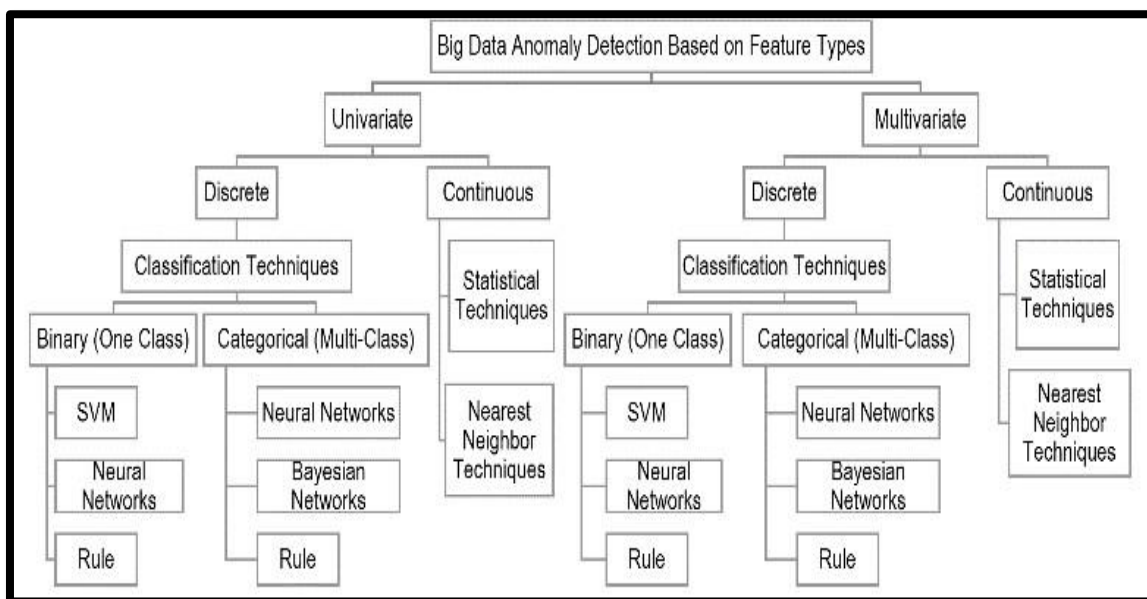 Big Data Anomaly Detection Based on Feature Types
Univariate
Multivariate
Discrete
Continuous
Discrete
Continuous
Classification Techniques
Statistical
Techniques
Classification Techniques
Statistical
Techniques
Binary (One Class)
Categorical (Multi-Class)
Binary (One Class)
Categorical (Multi-Class)
SVM
Neural Networks
Nearest
Neighbor
Techniques
SVM
Neural Networks
Nearest
Neighbor
Techniques
Neural
Networks
Bayesian
Networks
Neural
Networks
Bayesian
Networks
Rule
Rule
Rule
Rule